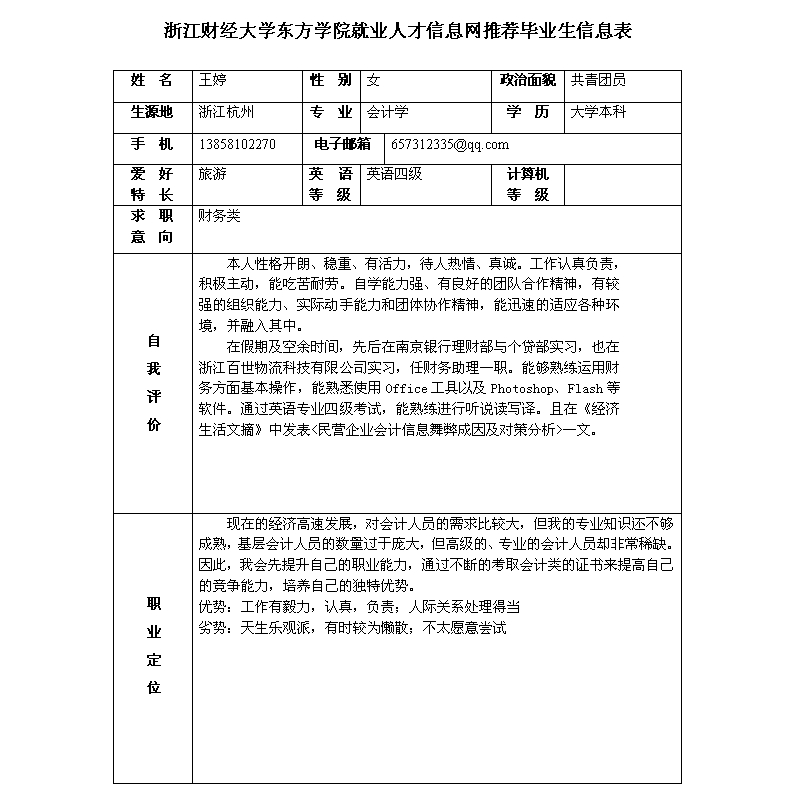 浙江财经大学东方学院就业人才信息网推荐毕业生信息表
姓 名 王婷 性 别 女 政治面貌 共青团员
生源地 浙江杭州 专 业 会计学 学 历 大学本科
手 机 13858102270 电子邮箱 657312335@qq.com
爱 好 旅游 英 语 英语四级 计算机
特 长 等 级 等 级
求 职 财务类
意 向
自我评价
本人性格开朗、稳重、有活力，待人热情、真诚。工作认真负责，
积极主动，能吃苦耐劳。自学能力强、有良好的团队合作精神，有较
强的组织能力、实际动手能力和团体协作精神，能迅速的适应各种环
境，并融入其中。
在假期及空余时间，先后在南京银行理财部与个贷部实习，也在
浙江百世物流科技有限公司实习，任财务助理一职。能够熟练运用财
务方面基本操作，能熟悉使用Office工具以及Photoshop、Flash等
软件。通过英语专业四级考试，能熟练进行听说读写译。且在《经济
生活文摘》中发表<民营企业会计信息舞弊成因及对策分析>一文。
职业定位
现在的经济高速发展，对会计人员的需求比较大，但我的专业知识还不够
成熟，基层会计人员的数量过于庞大，但高级的、专业的会计人员却非常稀缺。
因此，我会先提升自己的职业能力，通过不断的考取会计类的证书来提高自己
的竞争能力，培养自己的独特优势。
优势：工作有毅力，认真，负责；人际关系处理得当
劣势：天生乐观派，有时较为懒散；不太愿意尝试